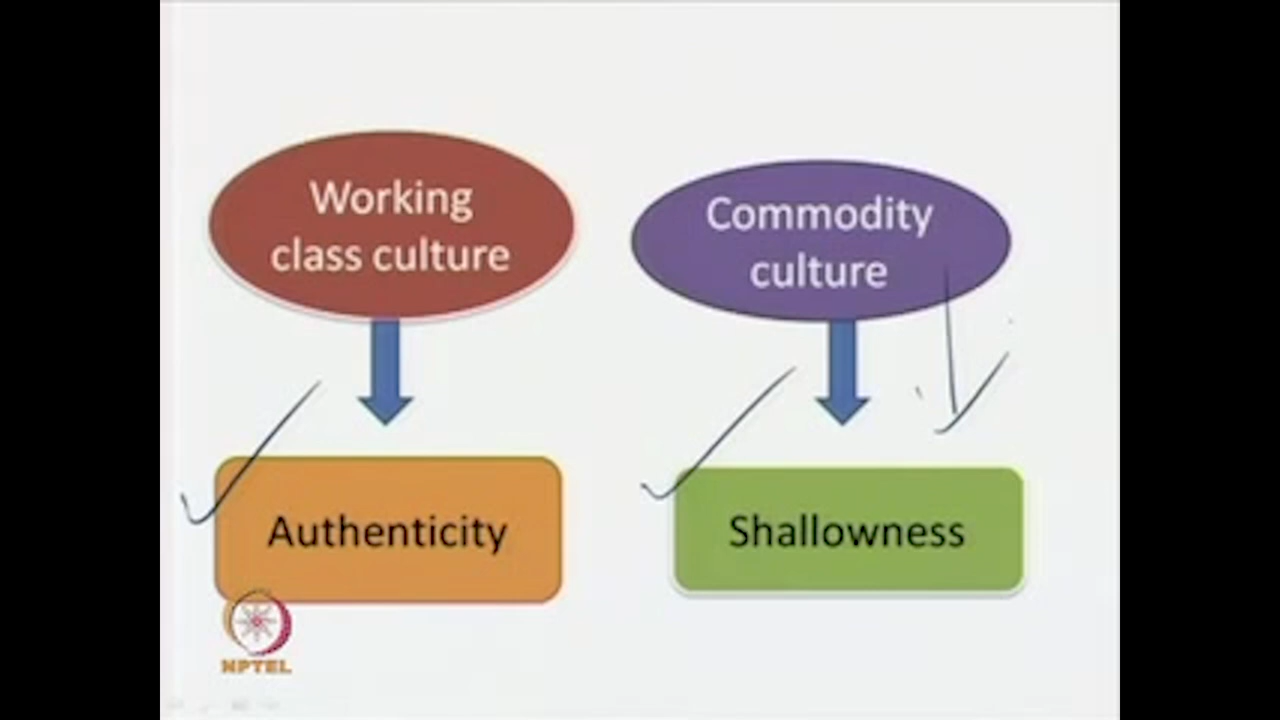 Working
class culture
Commodity
culture
Authenticity
Shallowness
NPTEL